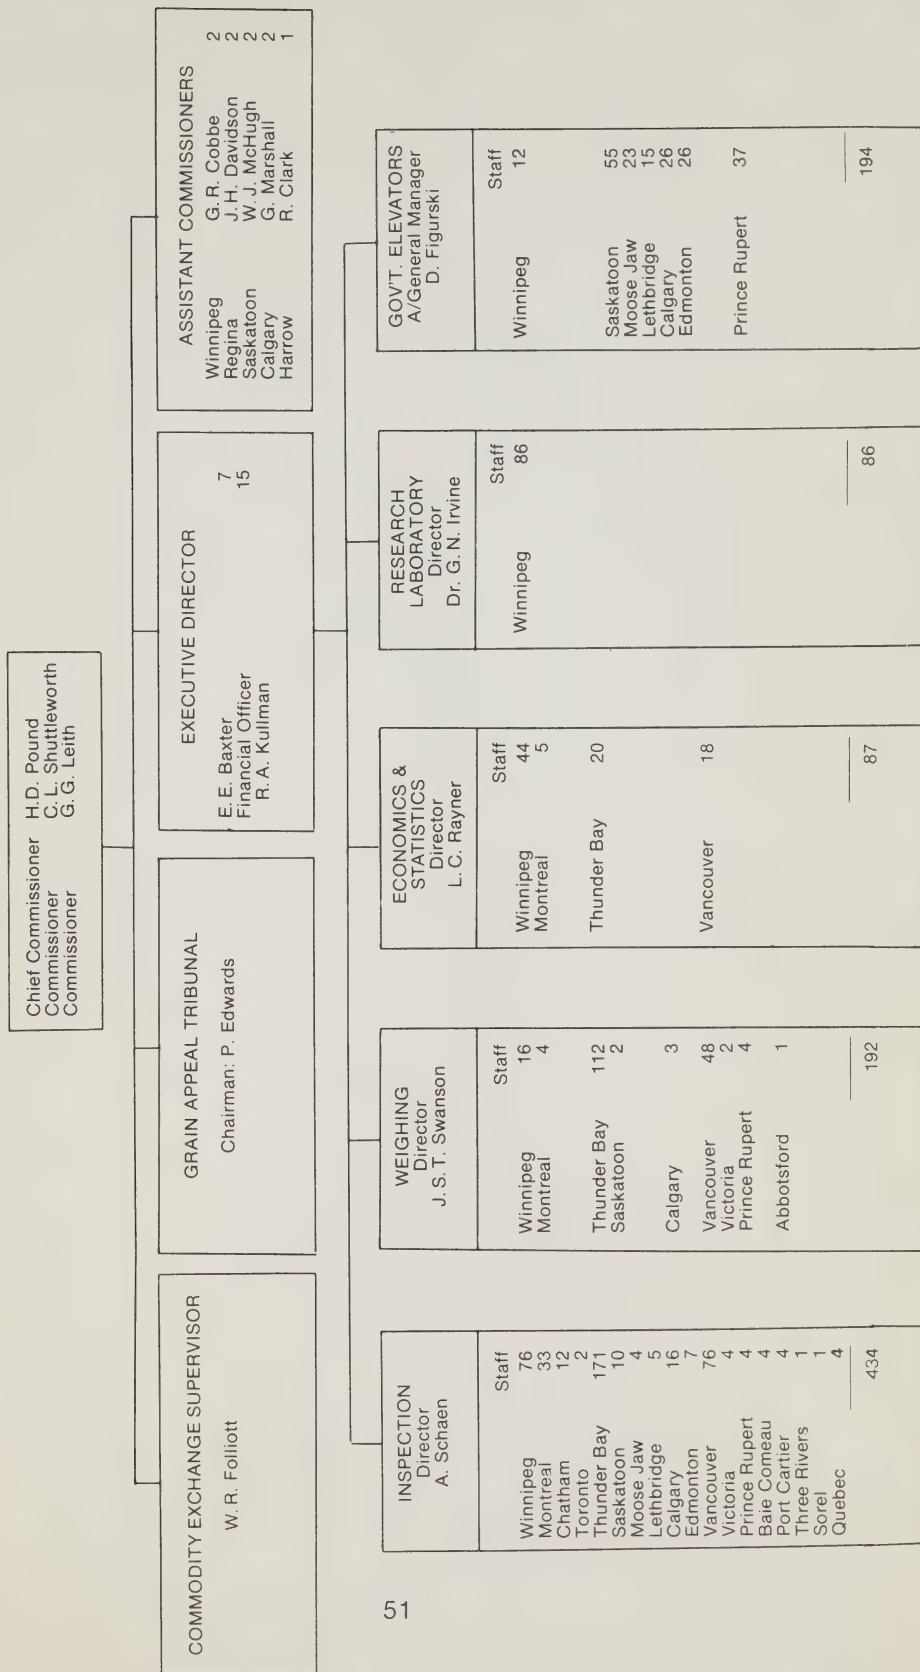 Chief Commissioner H.D. Pound
Commissioner C. L. Shuttleworth
Commissioner G. G. Leith
COMMODITY EXCHANGE SUPERVISOR
W. R. Folliott
GRAIN APPEAL TRIBUNAL
Chairman: P. Edwards
EXECUTIVE DIRECTOR
E. E. Baxter 7
Financial Officer 15
R. A. Kullman
ASSISTANT COMMISSIONERS
Winnipeg G. R. Cobbe 2
Regina J. H. Davidson 2
Saskatoon W. J. McHugh 2
Calgary G. Marshall 2
Harrow R. Clark 1
INSPECTION
Director
A. Schaen
Staff
Winnipeg 76
Montreal 33
Chatham 12
Toronto 2
Thunder Bay 171
Saskatoon 10
Moose Jaw 4
Lethbridge 5
Calgary 16
Edmonton 7
Vancouver 76
Victoria 4
Prince Rupert 4
Baie Comeau 4
Port Cartier 4
Three Rivers 1
Sorel 1
Quebec 4
434
WEIGHING
Director
J. S. T. Swanson
Staff
Winnipeg 16
Montreal 4
Thunder Bay 112
Saskatoon 2
Calgary 3
Vancouver 48
Victoria 2
Prince Rupert 4
Abbotsford 1
192
ECONOMICS &
STATISTICS
Director
L. C. Rayner
Staff
Winnipeg 44
Montreal 5
Thunder Bay 20
Vancouver 18
87
RESEARCH
LABORATORY
Director
Dr. G. N. Irvine
Staff
Winnipeg 86
86
GOV'T. ELEVATORS
A/General Manager
D. Figurski
Staff
Winnipeg 12
Saskatoon 55
Moose Jaw 23
Lethbridge 15
Calgary 26
Edmonton 26
Prince Rupert 37
194
51